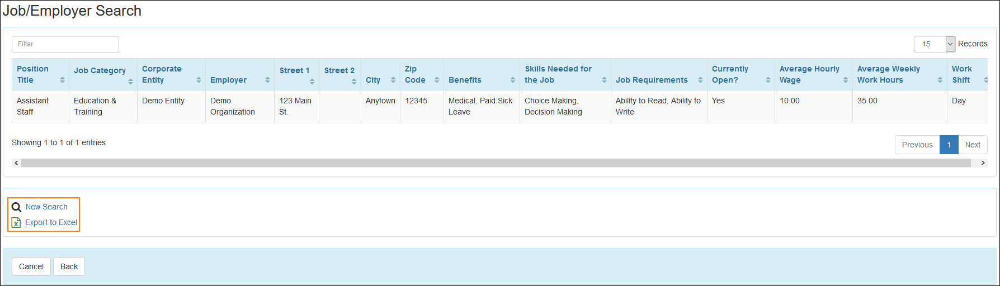 Job/Employer Search
Filter
15 Records
Position Title Job Category Corporate Entity Employer Street 1 Street 2 City Zip Code Benefits Skills Needed for the Job Job Requirements Currently Open? Average Hourly Wage Average Weekly Work Hours Work Shift
Assistant Staff Education & Training Demo Entity Demo Organization 123 Main St. Anytown 12345 Medical, Paid Sick Leave Choice Making, Decision Making Ability to Read, Ability to Write Yes 10.00 35.00 Day
Showing 1 to 1 of 1 entries
Previous 1 Next
New Search
Export to Excel
Cancel Back